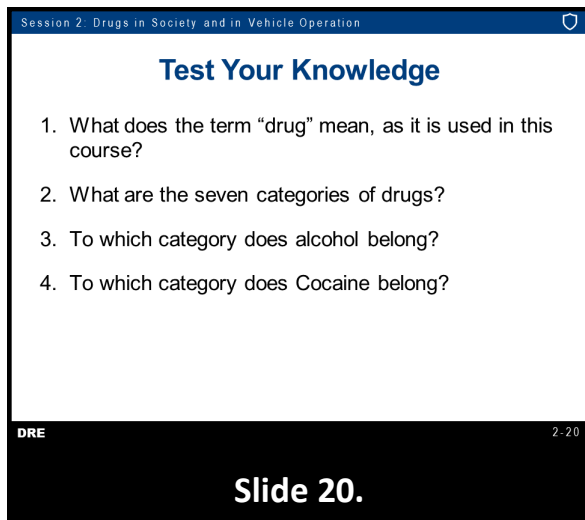 Session 2: Drugs in Society and in Vehicle Operation
Test Your Knowledge
1. What does the term “drug” mean, as it is used in this
course?
2. What are the seven categories of drugs?
3. To which category does alcohol belong?
4. To which category does Cocaine belong?
DRE
2-20
Slide 20.